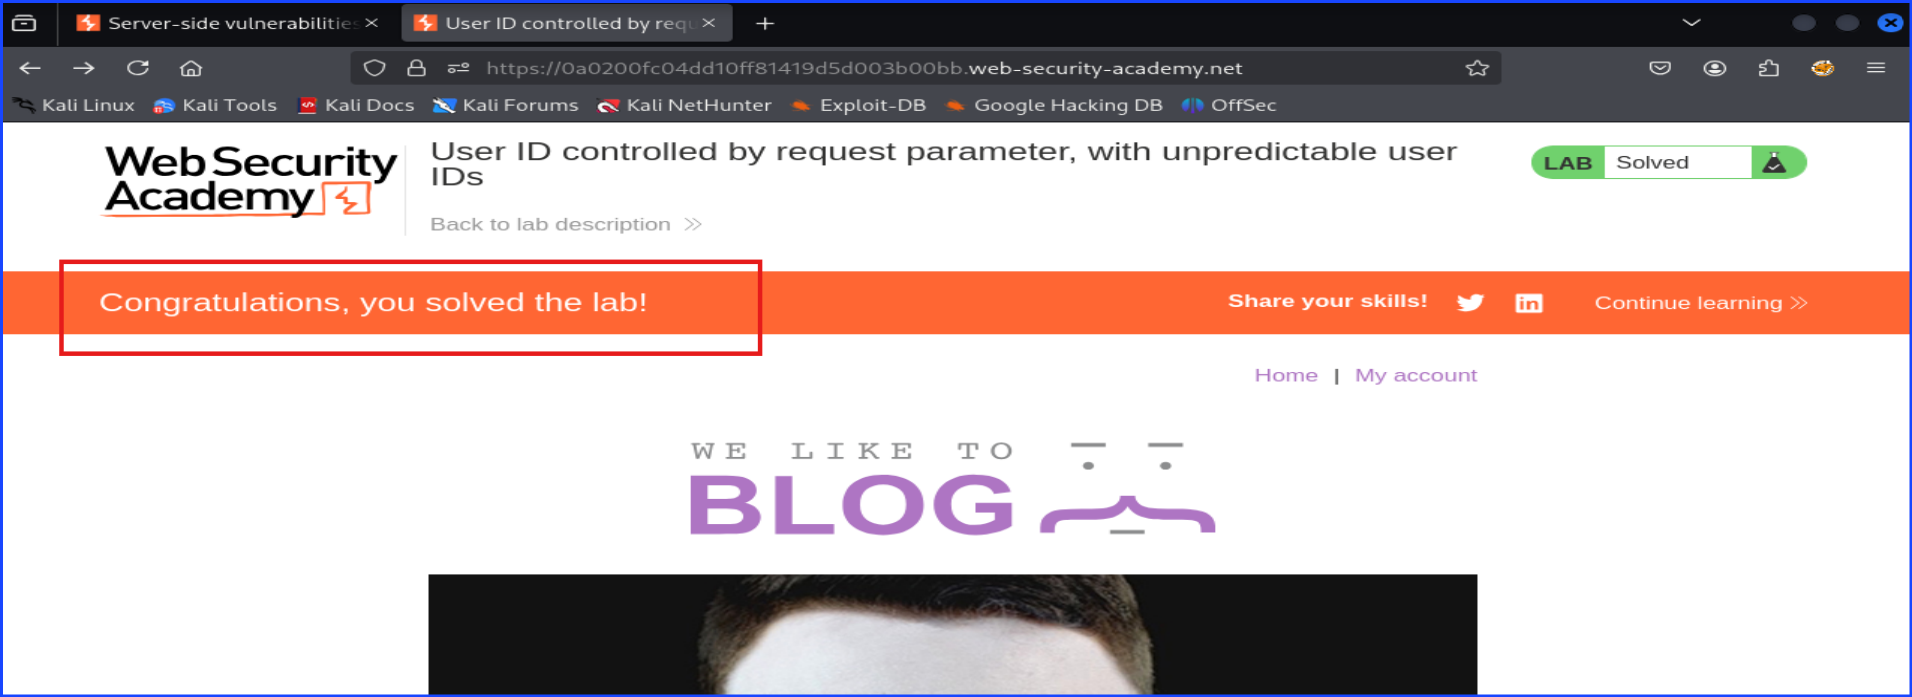 Server-side vulnerabilities
User ID controlled by requ
https://0a0200fc04dd10ff81419d5d003b00bb.web-security-academy.net
Kali Linux Kali Tools Kali Docs Kali Forums Kali NetHunter Exploit-DB Google Hacking DB OffSec
Web Security
Academy
User ID controlled by request parameter, with unpredictable user
IDs
Back to lab description
LAB Solved
Congratulations, you solved the lab!
Share your skills!
Continue learning
Home | My account
WE LIKE TO
BLOG